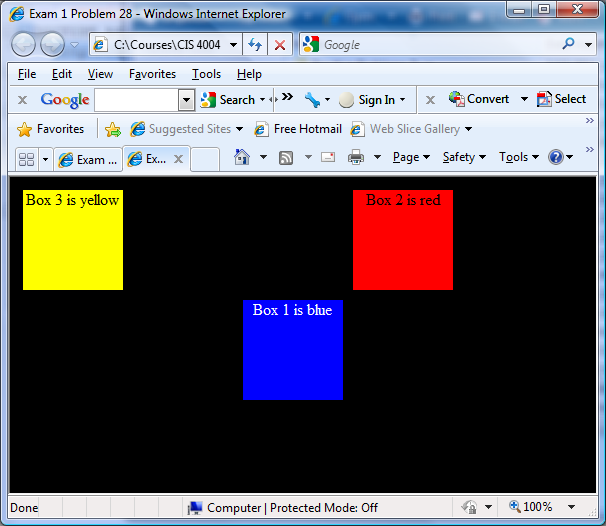 Exam 1 Problem 28 - Windows Internet Explorer
C:\Courses\CIS 4004
Google
File Edit View Favorites Tools Help
Google Search Sign In Convert Select
Favorites Suggested Sites Free Hotmail Web Slice Gallery
Exam ... Ex... Page Safety Tools
Box 3 is yellow Box 2 is red
Box 1 is blue
Done Computer | Protected Mode: Off 100%